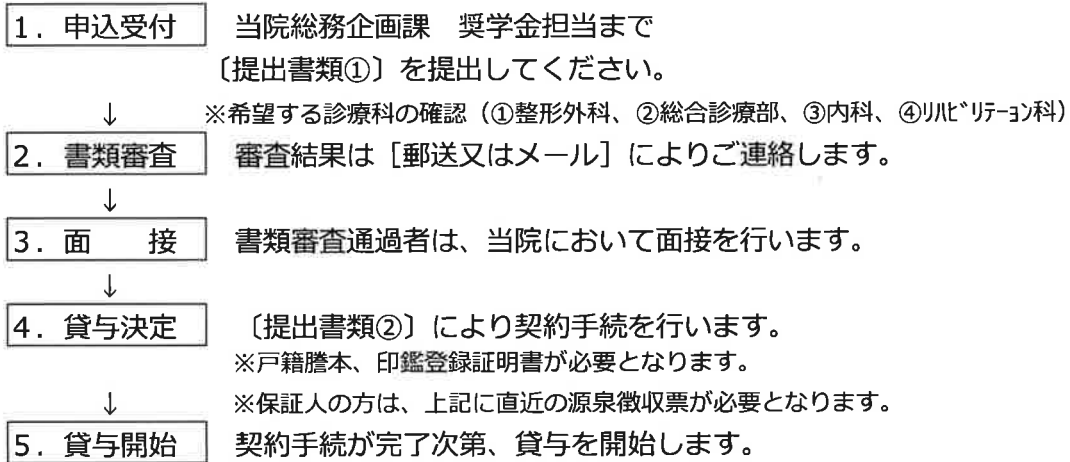 1．申込受付　当院総務企画課　奨学金担当まで
〔提出書類①〕を提出してください。
↓　※希望する診療科の確認（①整形外科、②総合診療部、③内科、④ﾘﾊﾋﾞﾘﾃｰｮﾝ科）
2．書類審査　審査結果は［郵送又はメール］によりご連絡します。
↓
3．面　　接　書類審査通過者は、当院において面接を行います。
↓
4．貸与決定　〔提出書類②〕により契約手続を行います。
※戸籍謄本、印鑑登録証明書が必要となります。
↓　※保証人の方は、上記に直近の源泉徴収票が必要となります。
5．貸与開始　契約手続が完了次第、貸与を開始します。